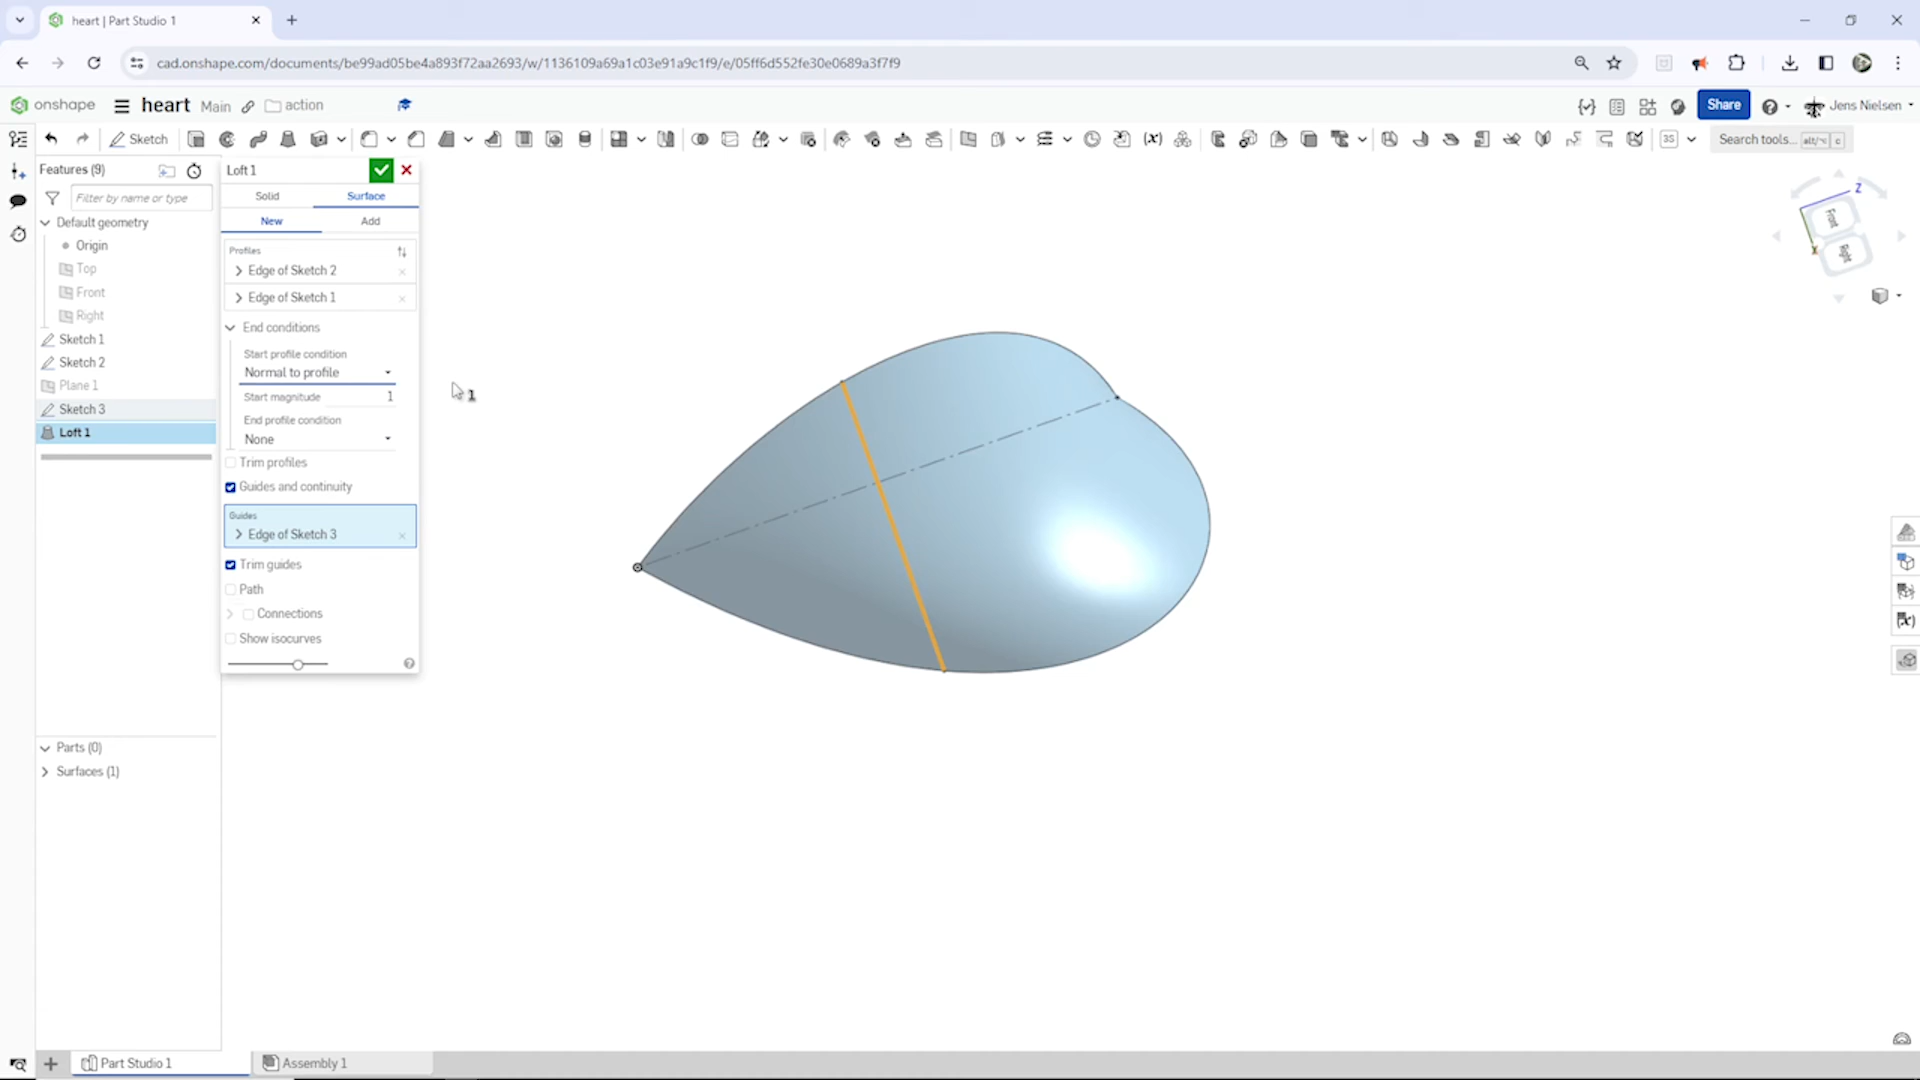 heart | Part Studio 1
cad.onshape.com/documents/be99ad05be4a893f72aa2693/w/1136109a69a1c03e91a9c1f9/e/05ff6d552fe30e0689a3f7f9
onshape heart Main action Share Jens Nielsen
Sketch 3S Search tools... alt/⌥ c
Features (9)
Filter by name or type
Default geometry
Origin
Top
Front
Right
Sketch 1
Sketch 2
Plane 1
Sketch 3
Loft 1
Parts (0)
Surfaces (1)
Loft 1
Solid Surface
New Add
Profiles
Edge of Sketch 2
Edge of Sketch 1
End conditions
Start profile condition
Normal to profile
Start magnitude 1
End profile condition
None
Trim profiles
Guides and continuity
Guides
Edge of Sketch 3
Trim guides
Path
Connections
Show isocurves
1
Z
Front
Right
X
Part Studio 1 Assembly 1